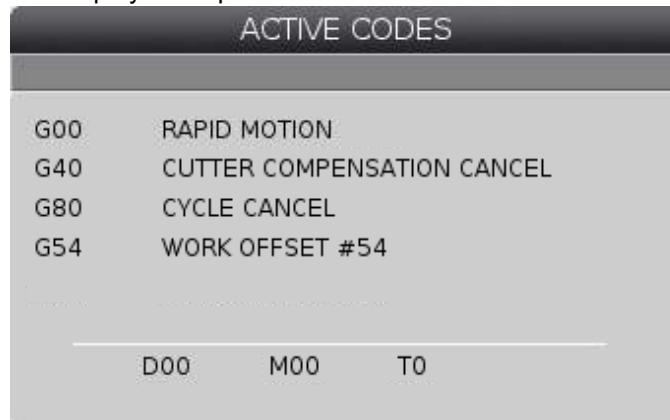 ACTIVE CODES
G00 RAPID MOTION
G40 CUTTER COMPENSATION CANCEL
G80 CYCLE CANCEL
G54 WORK OFFSET #54
D00 M00 T0